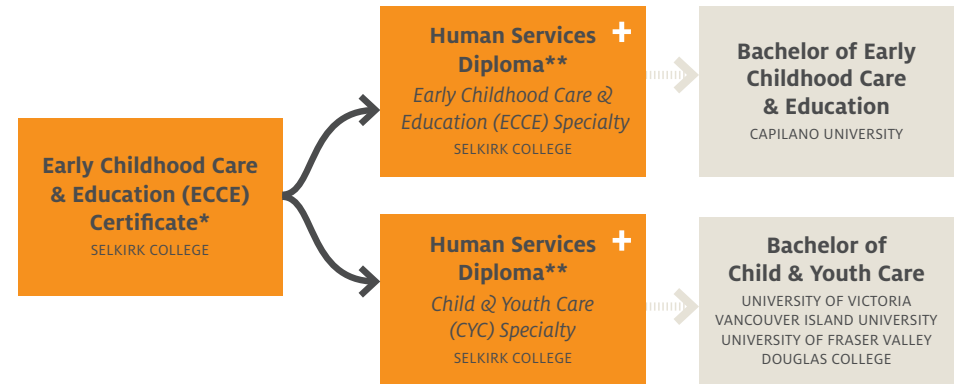 Early Childhood Care
& Education (ECCE)
Certificate*
SELKIRK COLLEGE
Human Services +
Diploma**
Early Childhood Care &
Education (ECCE) Specialty
SELKIRK COLLEGE
Bachelor of Early
Childhood Care
& Education
CAPILANO UNIVERSITY
Human Services +
Diploma**
Child & Youth Care
(CYC) Specialty
SELKIRK COLLEGE
Bachelor of
Child & Youth Care
UNIVERSITY OF VICTORIA
VANCOUVER ISLAND UNIVERSITY
UNIVERSITY OF FRASER VALLEY
DOUGLAS COLLEGE